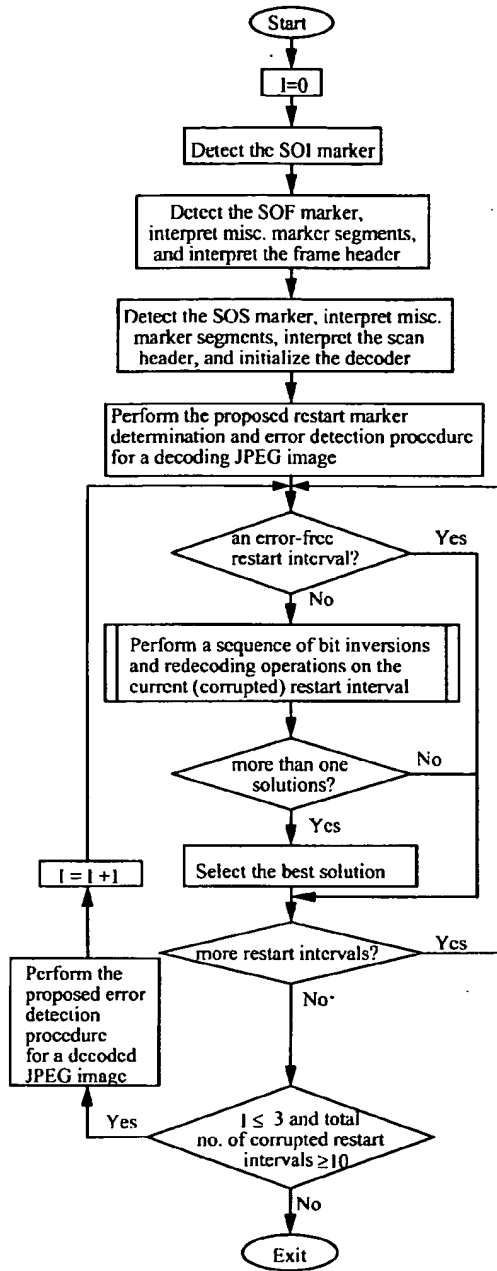 Start
I=0
Detect the SOI marker
Detect the SOF marker,
interpret misc. marker segments,
and interpret the frame header
Detect the SOS marker, interpret misc.
marker segments, interpret the scan
header, and initialize the decoder
Perform the proposed restart marker
determination and error detection procedure
for a decoding JPEG image
an error-free
restart interval?
Yes
No
Perform a sequence of bit inversions
and redecoding operations on the
current (corrupted) restart interval
more than one
solutions?
No
Yes
Select the best solution
I = I +1
more restart intervals?
Yes
No
Perform the
proposed error
detection
procedure
for a decoded
JPEG image
I ≤ 3 and total
no. of corrupted restart
intervals ≥10
Yes
No
Exit